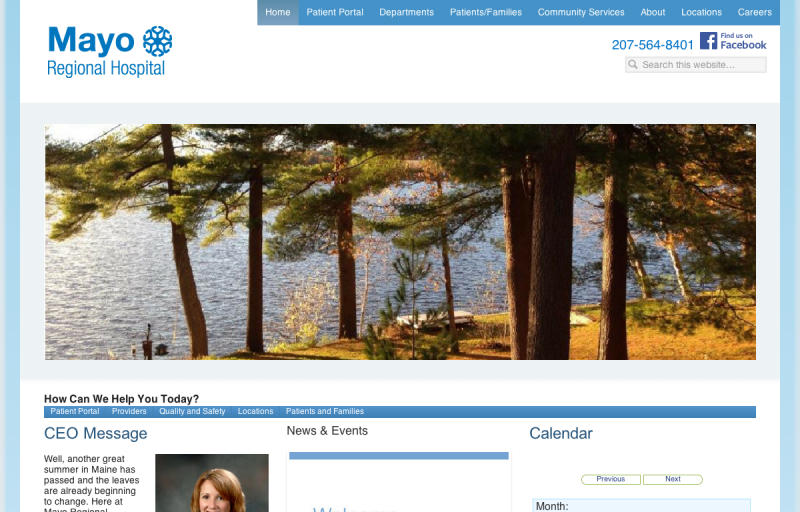 Home Patient Portal Departments Patients/Families Community Services About Locations Careers
Mayo
Regional Hospital
207-564-8401
Find us on
Facebook
Search this website...
How Can We Help You Today?
Patient Portal Providers Quality and Safety Locations Patients and Families
CEO Message
Well, another great
summer in Maine has
passed and the leaves
are already beginning
to change. Here at
Mayo Regional
News & Events
Welcome
Calendar
Previous Next
Month: